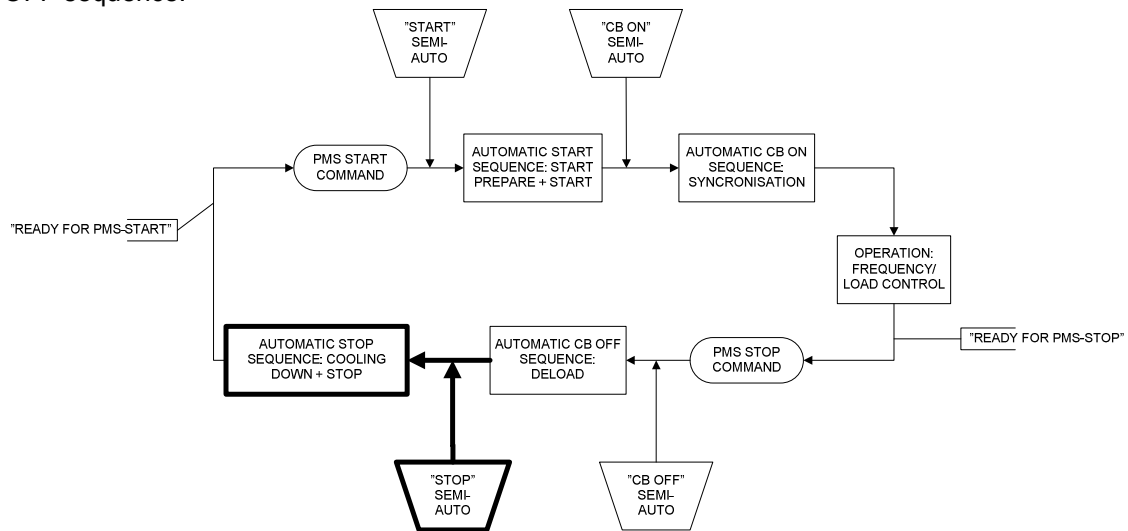 OFF sequence.
"START"
SEMI-
AUTO
"CB ON"
SEMI-
AUTO
PMS START
COMMAND
AUTOMATIC START
SEQUENCE: START
PREPARE + START
AUTOMATIC CB ON
SEQUENCE:
SYNCRONISATION
"READY FOR PMS-START"
OPERATION:
FREQUENCY/
LOAD CONTROL
AUTOMATIC STOP
SEQUENCE: COOLING
DOWN + STOP
AUTOMATIC CB OFF
SEQUENCE:
DELOAD
PMS STOP
COMMAND
"READY FOR PMS-STOP"
"STOP"
SEMI-
AUTO
"CB OFF"
SEMI-
AUTO